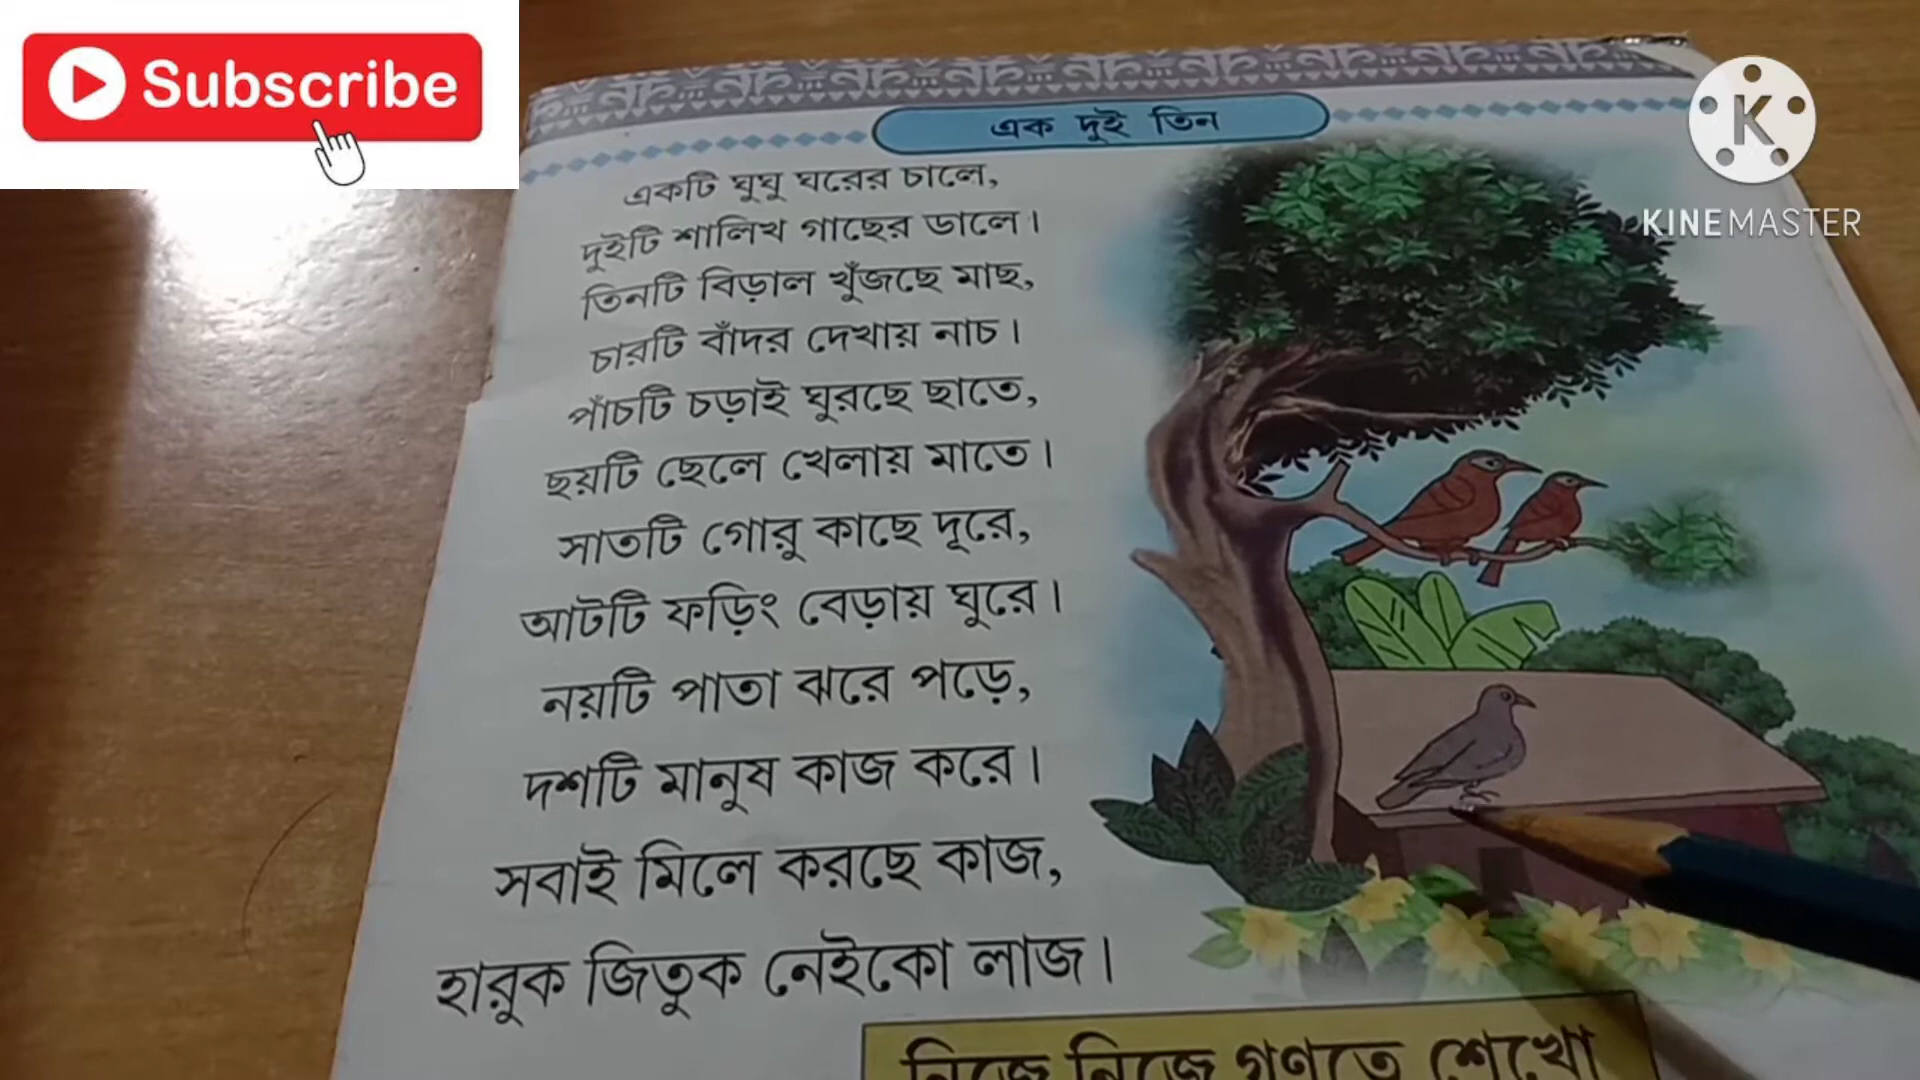 Subscribe
K
KINEMASTER
এক দুই তিন
একটি ঘুঘু ঘরের চালে,
দুইটি শালিখ গাছের ডালে।
তিনটি বিড়াল খুঁজছে মাছ,
চারটি বাঁদর দেখায় নাচ।
পাঁচটি চড়াই ঘুরছে ছাতে,
ছয়টি ছেলে খেলায় মাতে।
সাতটি গোরু কাছে দূরে,
আটটি ফড়িং বেড়ায় ঘুরে।
নয়টি পাতা ঝরে পড়ে,
দশটি মানুষ কাজ করে।
সবাই মিলে করছে কাজ,
হারুক জিতুক নেইকো লাজ।
নিজে নিজে গুণতে শেখো